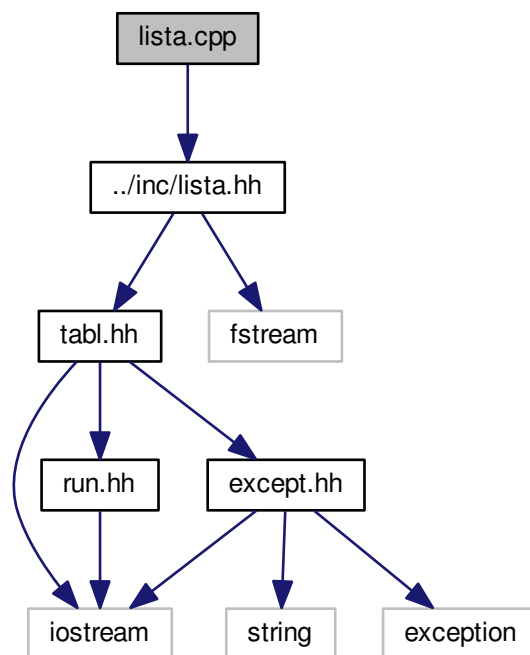 lista.cpp
../inc/lista.hh
tabl.hh
fstream
run.hh
except.hh
iostream
string
exception